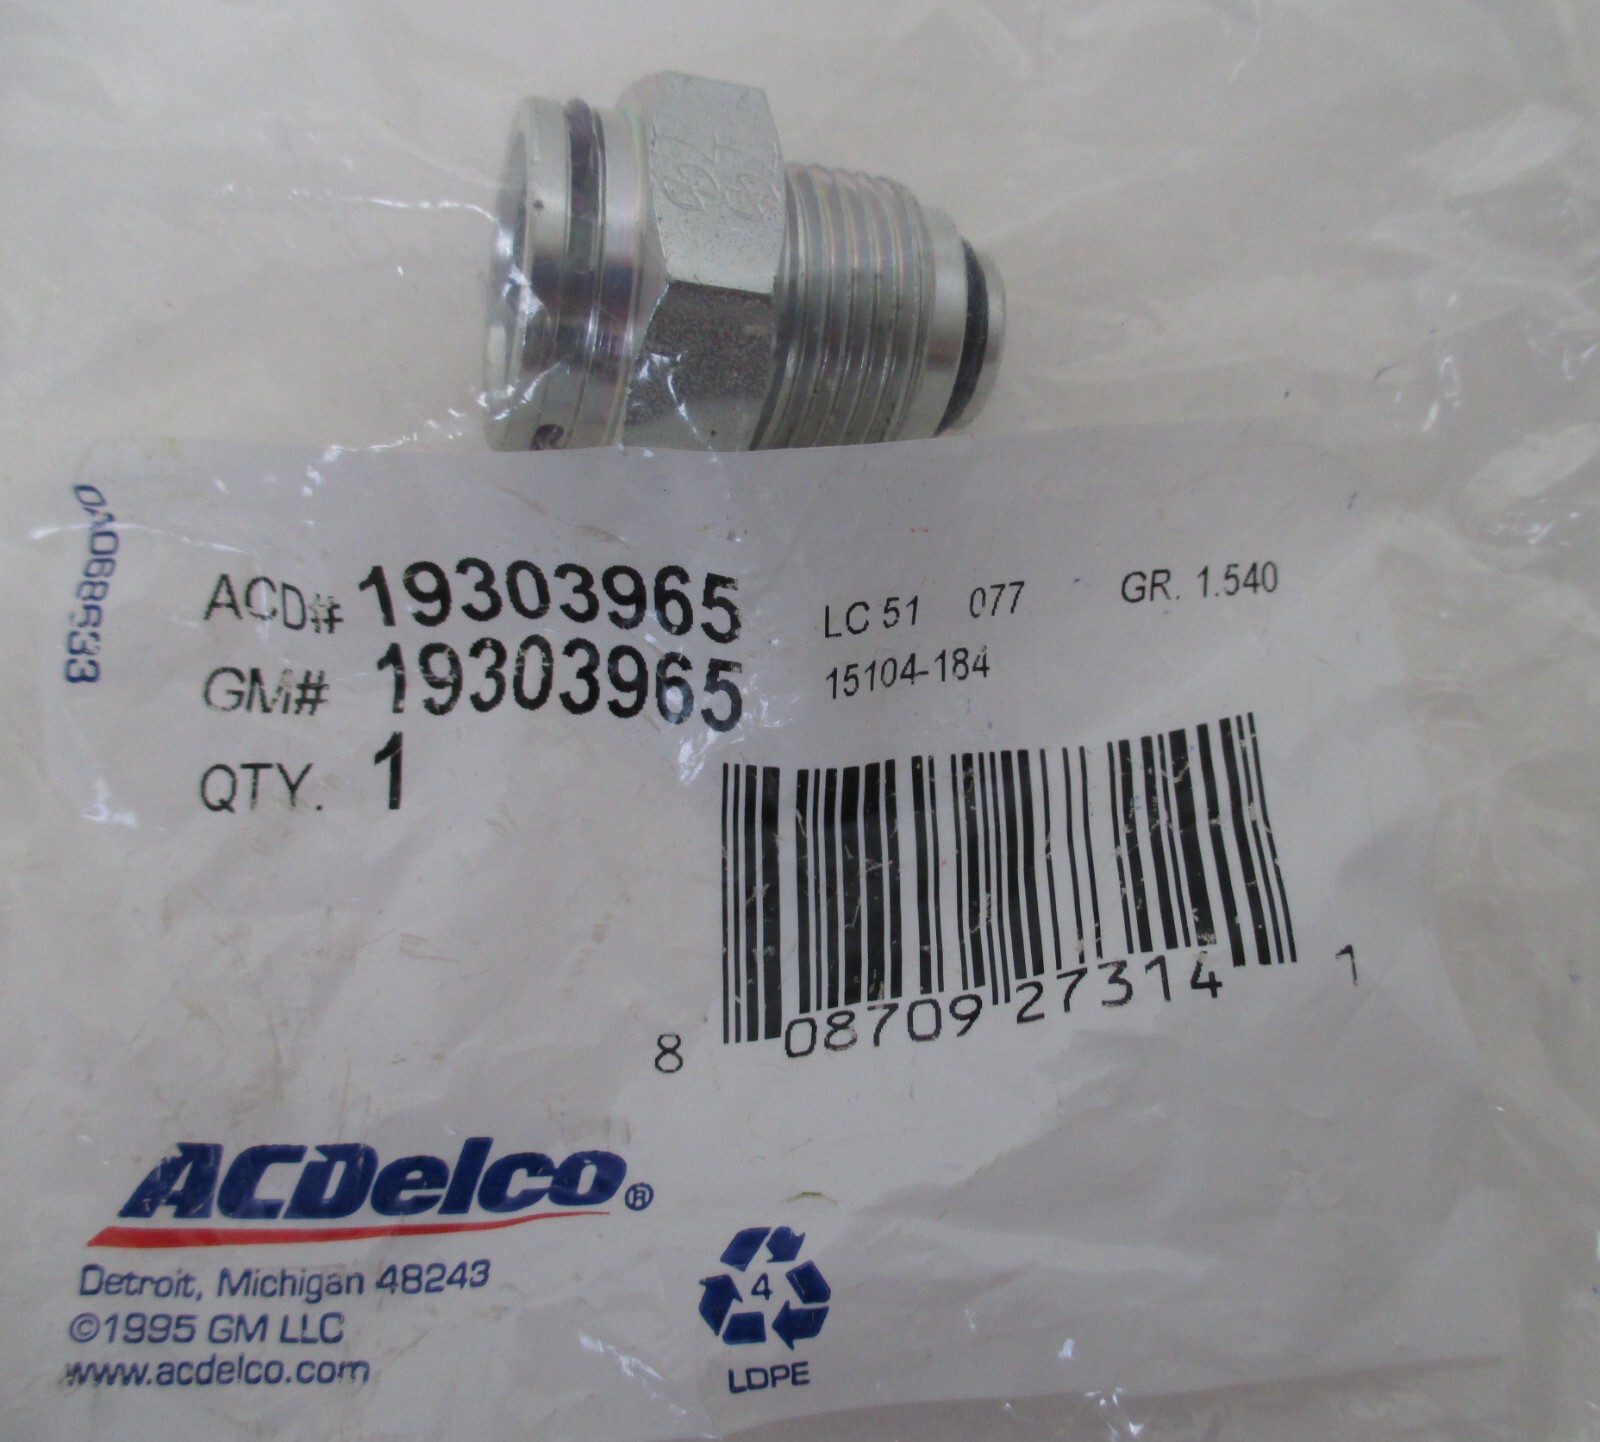 ACD# 19303965 LC 51 077 GR. 1.540
GM# 19303965 15104-184
QTY. 1
8 08709 27314 1
ACDelco®
Detroit, Michigan 48243
©1995 GM LLC
www.acdelco.com
4
LDPE